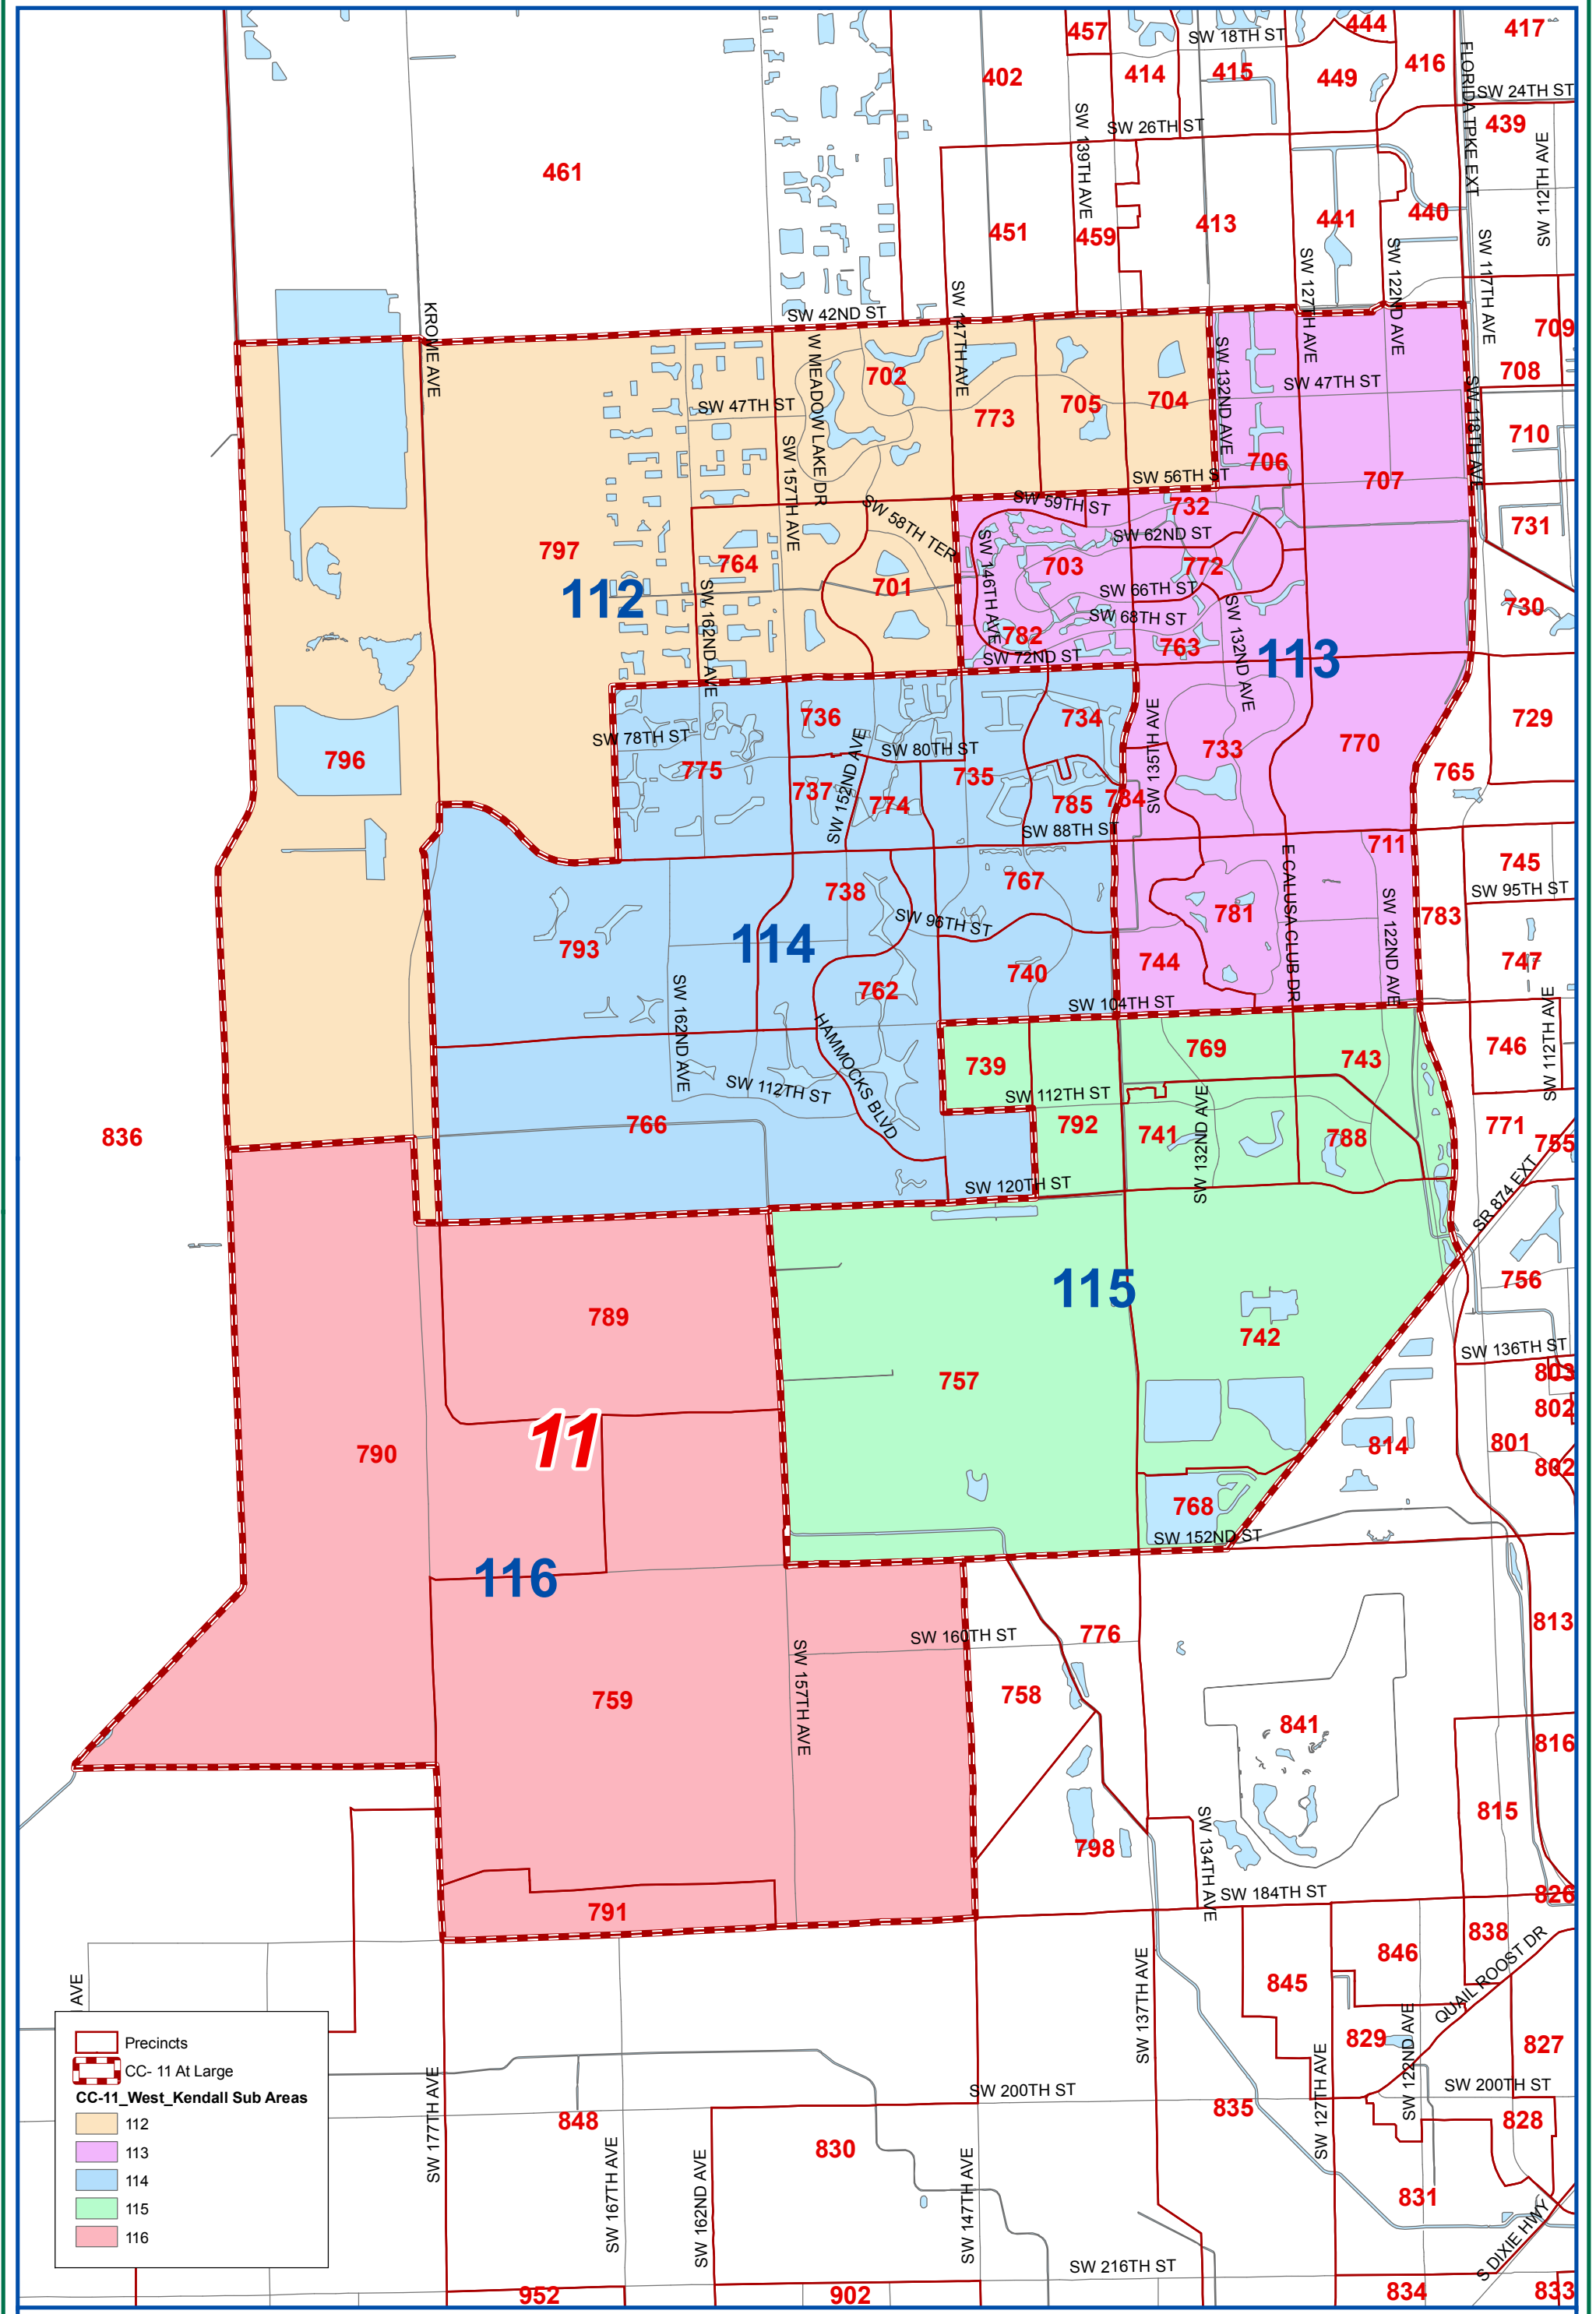 417
444
457
SW 18TH ST
402
414
415
449
416
FLORIDA TPKE EXT
SW 24TH ST
439
SW 26TH ST
SW 139TH AVE
SW 112TH AVE
461
451
459
413
441
440
SW 127TH AVE
SW 122ND AVE
SW 117TH AVE
KROME AVE
SW 42ND ST
SW 147TH AVE
709
708
W MEADOW LAKE DR
702
SW 132ND AVE
SW 47TH ST
SW 118TH AVE
SW 47TH ST
773
705
704
710
SW 157TH AVE
706
707
SW 56TH ST
SW 59TH ST
732
731
SW 58TH TER
SW 62ND ST
797
764
701
SW 146TH AVE
703
772
112
SW 162ND AVE
SW 66TH ST
SW 68TH ST
SW 132ND AVE
730
782
763
SW 72ND ST
113
736
734
729
SW 78TH ST
SW 152ND AVE
SW 80TH ST
SW 135TH AVE
733
770
796
775
735
765
737
774
785
784
SW 88TH ST
711
E CALUSA CLUB DR
745
738
767
SW 95TH ST
SW 96TH ST
781
SW 122ND AVE
783
793
114
744
747
762
740
SW 104TH ST
SW 162ND AVE
HAMMOCKS BLVD
SW 112TH AVE
739
769
743
746
SW 112TH ST
SW 112TH ST
SW 132ND AVE
766
792
741
788
771
755
836
SW 120TH ST
SR 874 EXT
115
756
789
742
SW 136TH ST
757
803
802
11
790
814
801
802
768
SW 152ND ST
116
813
SW 160TH ST
776
SW 157TH AVE
759
758
841
816
815
798
SW 134TH AVE
791
SW 184TH ST
826
838
846
QUAIL ROOST DR
SW 137TH AVE
845
AVE
829
SW 122ND AVE
827
Precincts
CC- 11 At Large
CC-11_West_Kendall Sub Areas
112
113
114
115
116
SW 177TH AVE
SW 127TH AVE
SW 200TH ST
SW 200TH ST
848
835
828
SW 167TH AVE
SW 162ND AVE
830
SW 147TH AVE
831
S DIXIE HWY
SW 216TH ST
952
902
834
833